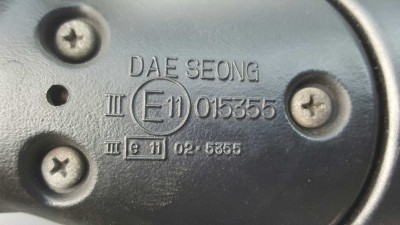 DAE SEONG
III E11 015355
III e 11 02·5355